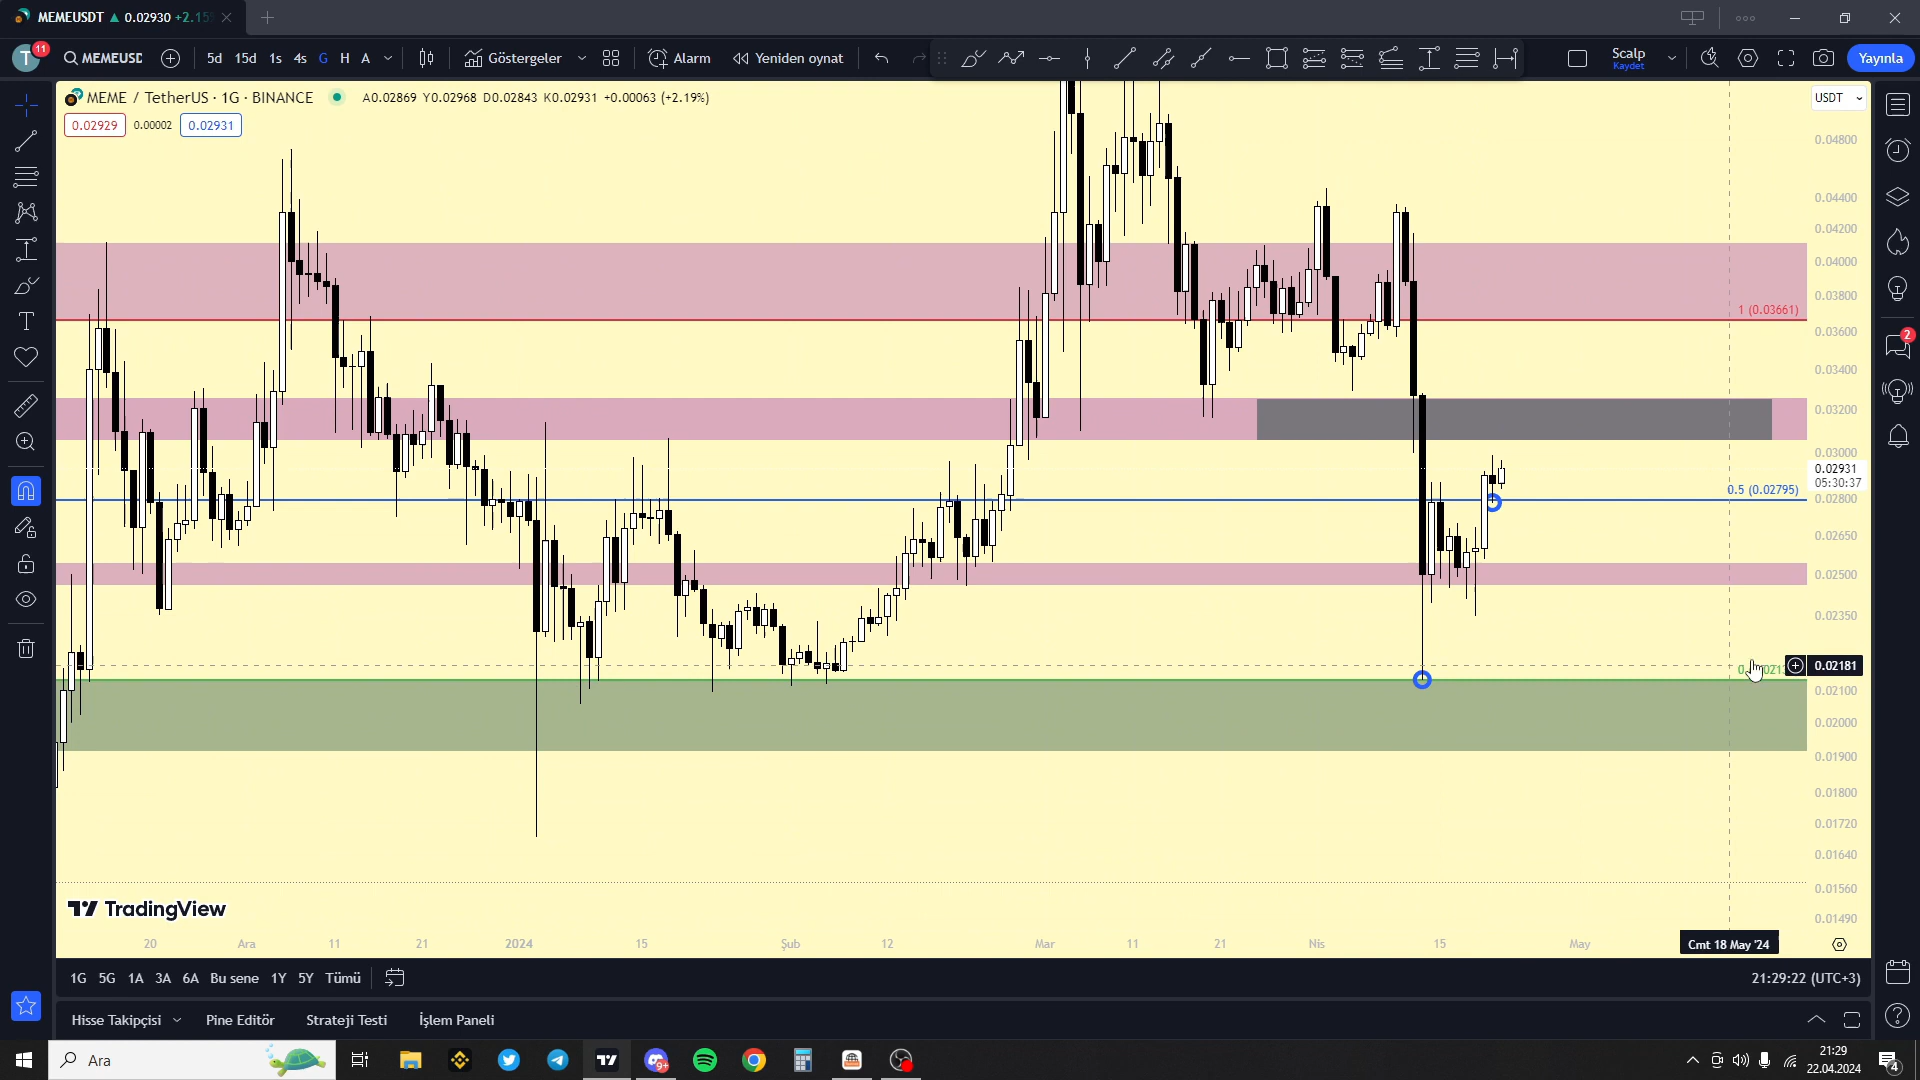 MEMEUSDT ▲ 0.02930 +2.15
T 11 MEMEUSD 5d 15d 1s 4s G H A Göstergeler Alarm Yeniden oynat Scalp Kaydet Yayınla
MEME / TetherUS · 1G · BINANCE A0.02869 Y0.02968 D0.02843 K0.02931 +0.00063 (+2.19%)
USDT
0.02929 0.00002 0.02931
0.04800
0.04400
0.04200
0.04000
0.03800
1 (0.03661)
0.03600
2
0.03400
0.03200
0.03000
0.02931
05:30:37
0.5 (0.02795)
0.02800
0.02650
0.02500
0.02350
0.02181
0.02100
0.02000
0.01900
0.01800
0.01720
0.01640
0.01560
TradingView
0.01490
20 Ara 11 21 2024 15 Şub 12 Mar 11 21 Nis 15 May Cmt 18 May '24
1G 5G 1A 3A 6A Bu sene 1Y 5Y Tümü 21:29:22 (UTC+3)
Hisse Takipçisi Pine Editör Strateji Testi İşlem Paneli
Ara 9+ 21:29
22.04.2024 4